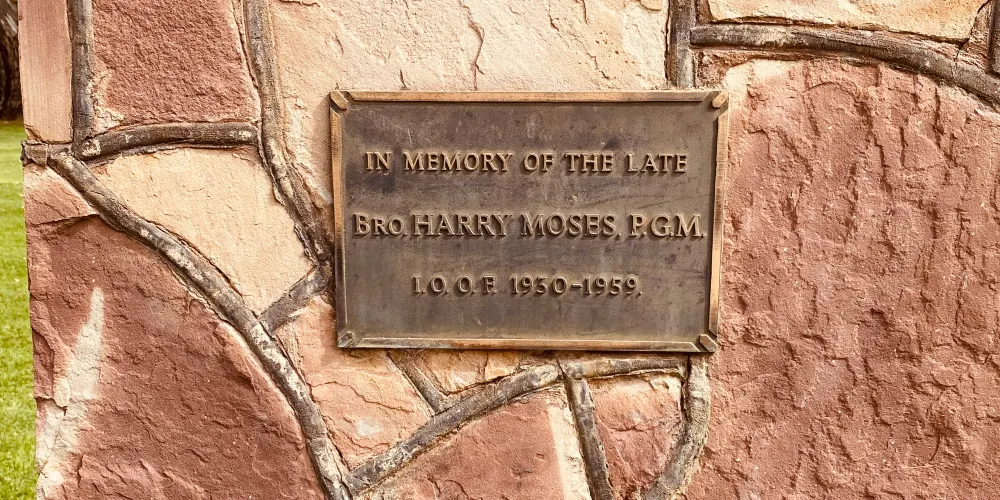 IN MEMORY OF THE LATE
BRO. HARRY MOSES. P.G.M.
I.O.O.F. 1930-1959.